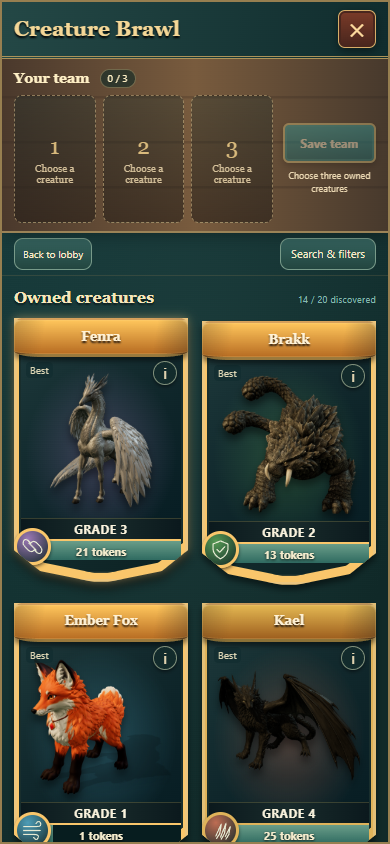 Creature Brawl
Your team
0 / 3
1
Choose a
creature
2
Choose a
creature
3
Choose a
creature
Save team
Choose three owned
creatures
Back to lobby
Search & filters
Owned creatures
14 / 20 discovered
Fenra
Best
i
GRADE 3
21 tokens
Brakk
Best
i
GRADE 2
13 tokens
Ember Fox
Best
i
GRADE 1
1 tokens
Kael
Best
i
GRADE 4
25 tokens